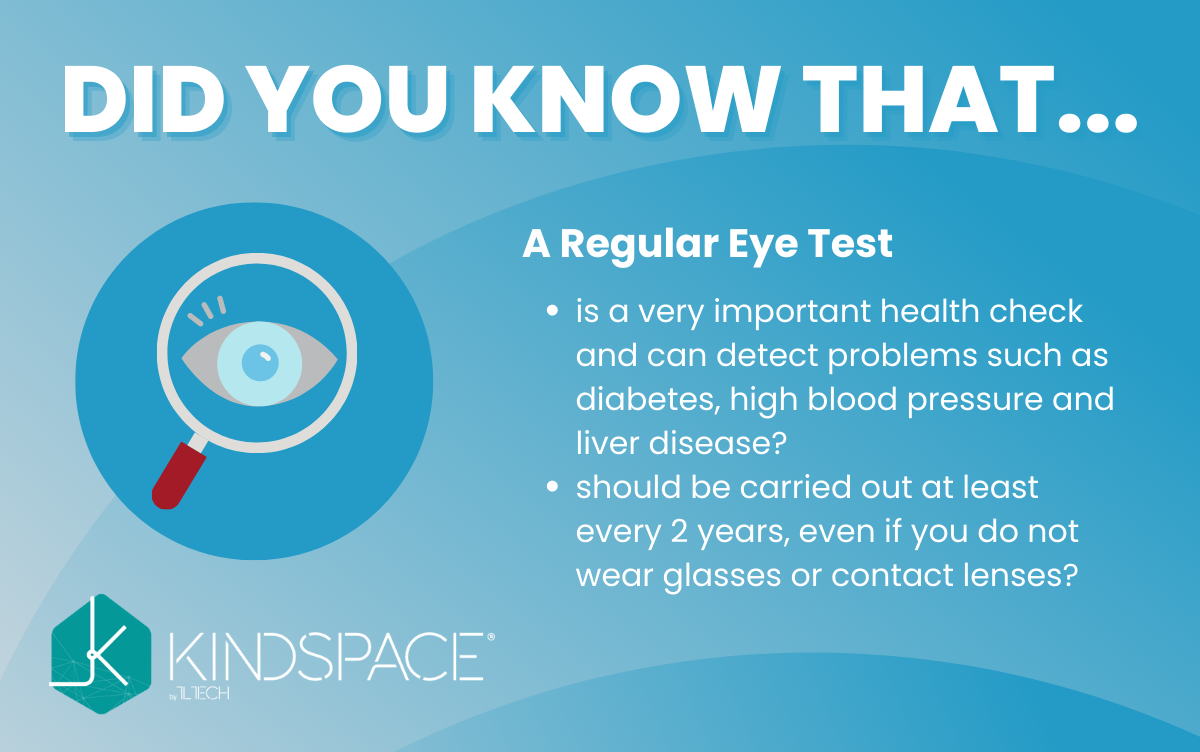 DID YOU KNOW THAT...
A Regular Eye Test
• is a very important health check
and can detect problems such as
diabetes, high blood pressure and
liver disease?
• should be carried out at least
every 2 years, even if you do not
wear glasses or contact lenses?
KINDSPACE®
by TLTECH